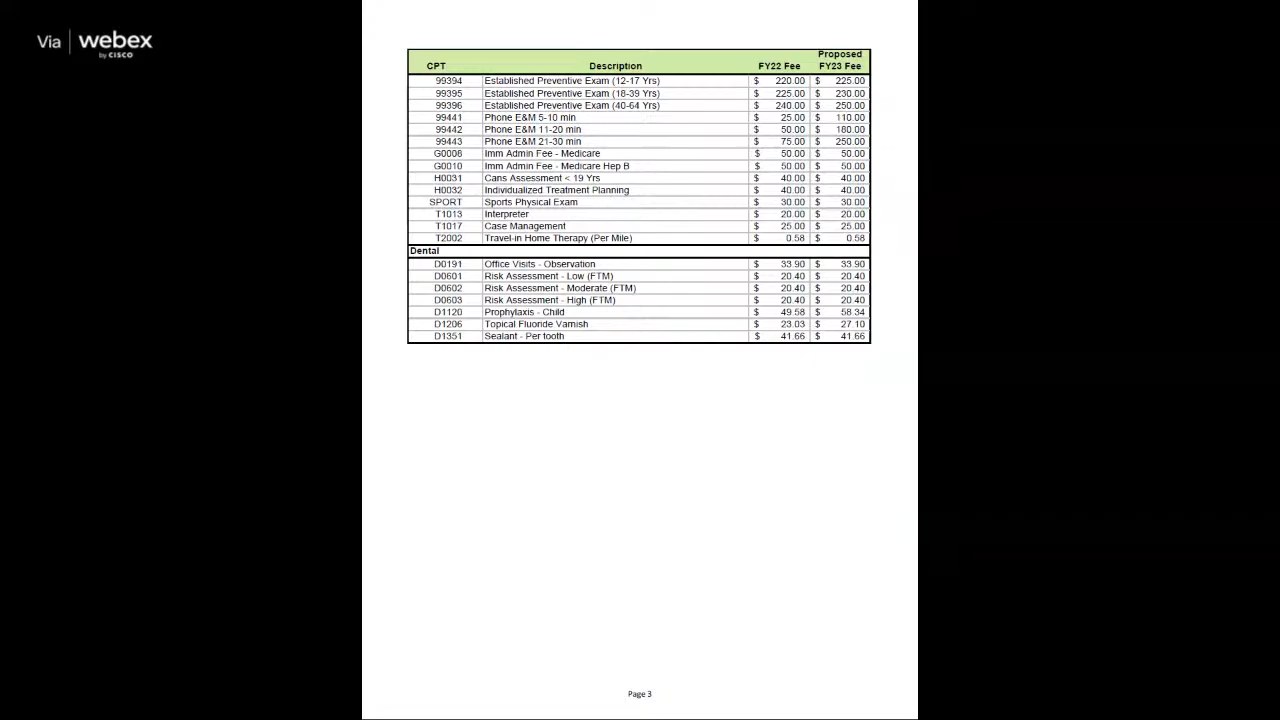 Via webex
by CISCO
Proposed
CPT Description FY22 Fee FY23 Fee
99394 Established Preventive Exam (12-17 Yrs) $ 220.00 $ 225.00
99395 Established Preventive Exam (18-39 Yrs) $ 225.00 $ 230.00
99396 Established Preventive Exam (40-64 Yrs) $ 240.00 $ 250.00
99441 Phone E&M 5-10 min $ 25.00 $ 110.00
99442 Phone E&M 11-20 min $ 50.00 $ 180.00
99443 Phone E&M 21-30 min $ 75.00 $ 250.00
G0008 Imm Admin Fee - Medicare $ 50.00 $ 50.00
G0010 Imm Admin Fee - Medicare Hep B $ 50.00 $ 50.00
H0031 Cans Assessment < 19 Yrs $ 40.00 $ 40.00
H0032 Individualized Treatment Planning $ 40.00 $ 40.00
SPORT Sports Physical Exam $ 30.00 $ 30.00
T1013 Interpreter $ 20.00 $ 20.00
T1017 Case Management $ 25.00 $ 25.00
T2002 Travel-in Home Therapy (Per Mile) $ 0.58 $ 0.58
Dental
D0191 Office Visits - Observation $ 33.90 $ 33.90
D0601 Risk Assessment - Low (FTM) $ 20.40 $ 20.40
D0602 Risk Assessment - Moderate (FTM) $ 20.40 $ 20.40
D0603 Risk Assessment - High (FTM) $ 20.40 $ 20.40
D1120 Prophylaxis - Child $ 49.58 $ 58.34
D1206 Topical Fluoride Varnish $ 23.03 $ 27.10
D1351 Sealant - Per tooth $ 41.66 $ 41.66
Page 3